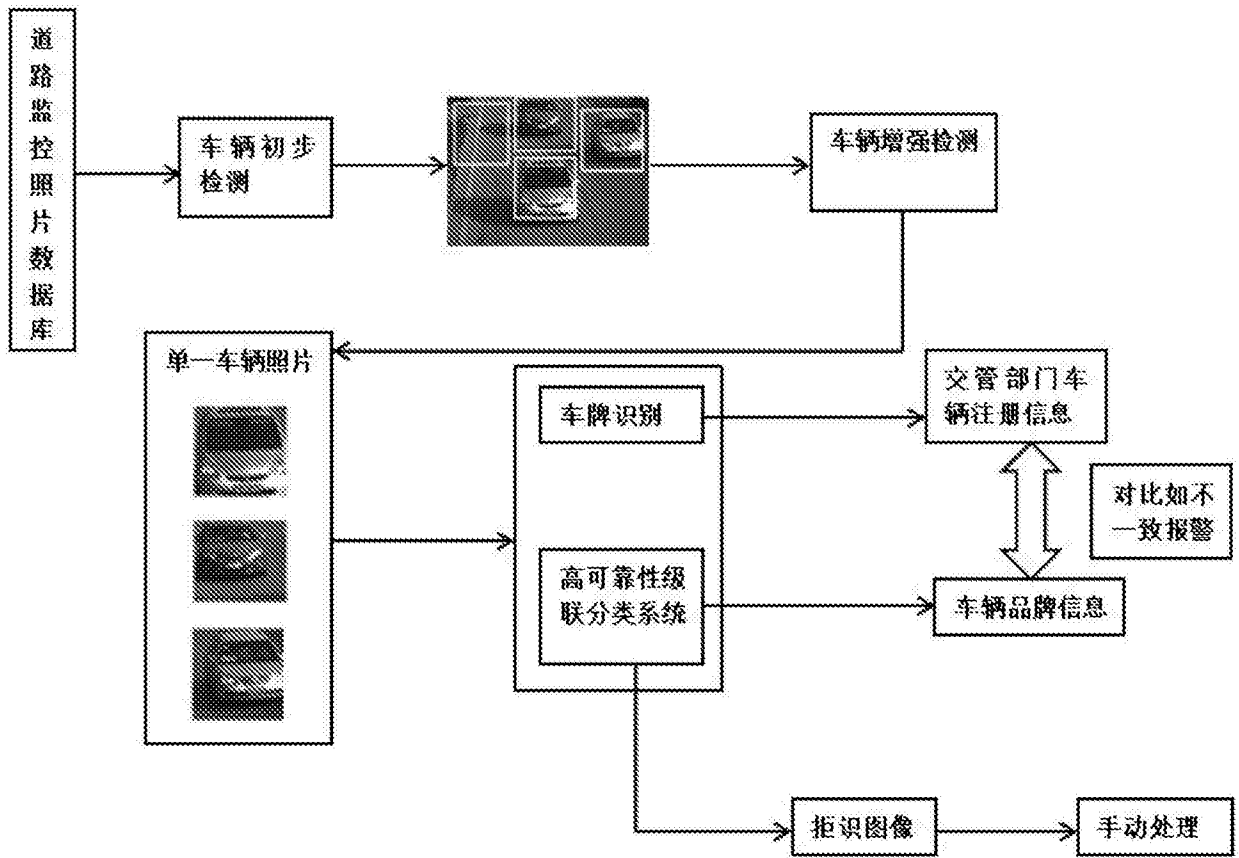 道路监控照片数据库
车辆初步
检测
车辆增强检测
单一车辆照片
车牌识别
交管部门车
辆注册信息
对比如不
一致报警
高可靠性级
联分类系统
车辆品牌信息
拒识图像
手动处理